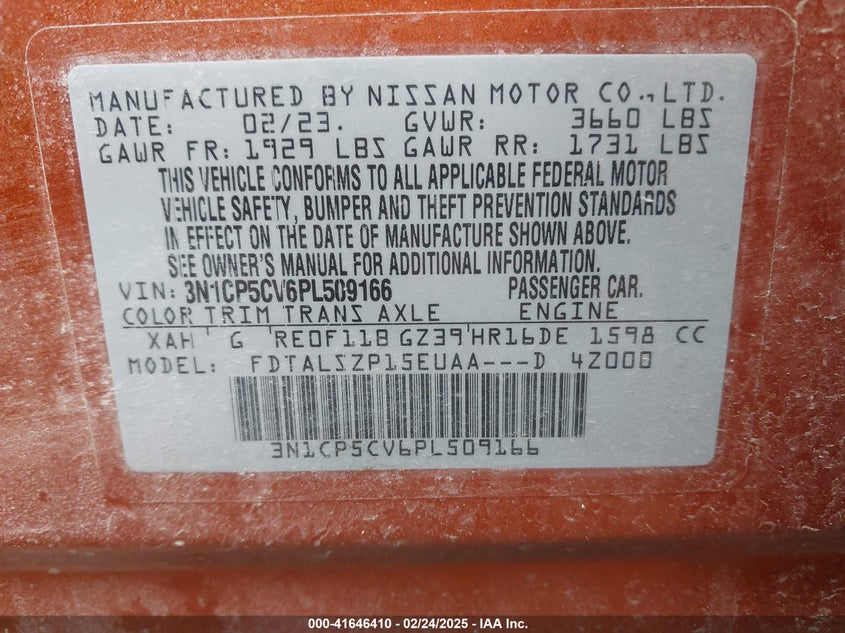 MANUFACTURED BY NISSAN MOTOR CO., LTD.
DATE: 02/23. GVWR: 3660 LBS
GAWR FR: 1929 LBS GAWR RR: 1731 LBS
THIS VEHICLE CONFORMS TO ALL APPLICABLE FEDERAL MOTOR
VEHICLE SAFETY, BUMPER AND THEFT PREVENTION STANDARDS
IN EFFECT ON THE DATE OF MANUFACTURE SHOWN ABOVE.
SEE OWNER'S MANUAL FOR ADDITIONAL INFORMATION.
VIN: 3N1CP5CV6PL509166 PASSENGER CAR.
COLOR TRIM TRANS AXLE ENGINE
XAH G RE0F11B GZ39 HR16DE 1598 CC
MODEL: FDTALSZP15EUAA---D 4Z000
3N1CP5CV6PL509166
000-41646410 - 02/24/2025 - IAA Inc.